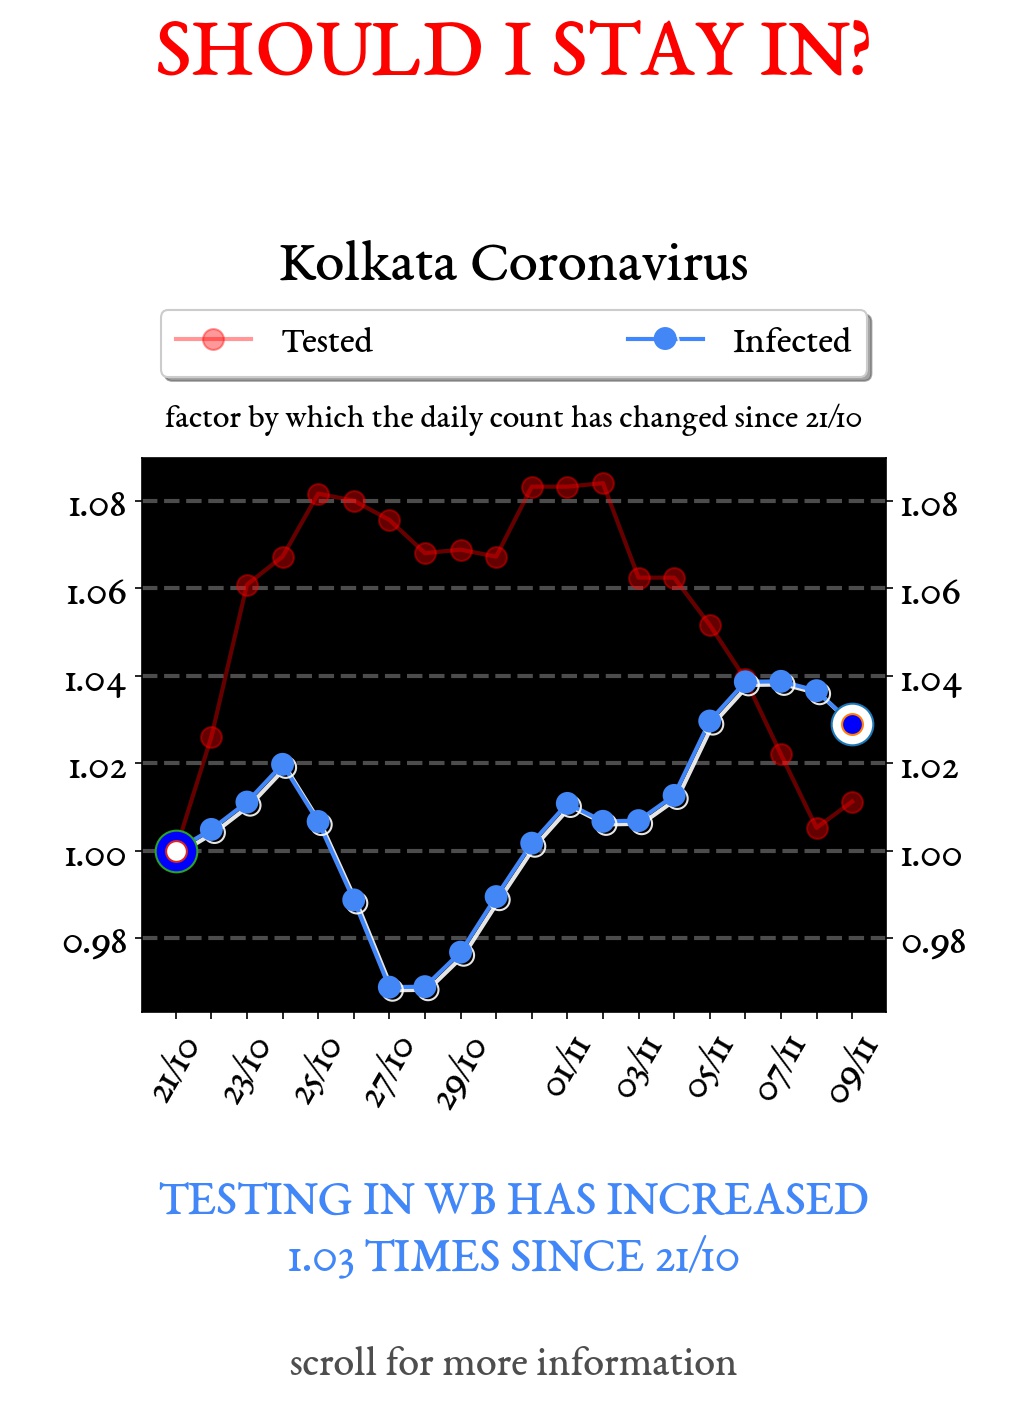 SHOULD I STAY IN?
Kolkata Coronavirus
Tested Infected
factor by which the daily count has changed since 21/10
1.08 1.08
1.06 1.06
1.04 1.04
1.02 1.02
1.00 1.00
0.98 0.98
21/10 23/10 25/10 27/10 29/10 01/11 03/11 05/11 07/11 09/11
TESTING IN WB HAS INCREASED
1.03 TIMES SINCE 21/10
scroll for more information